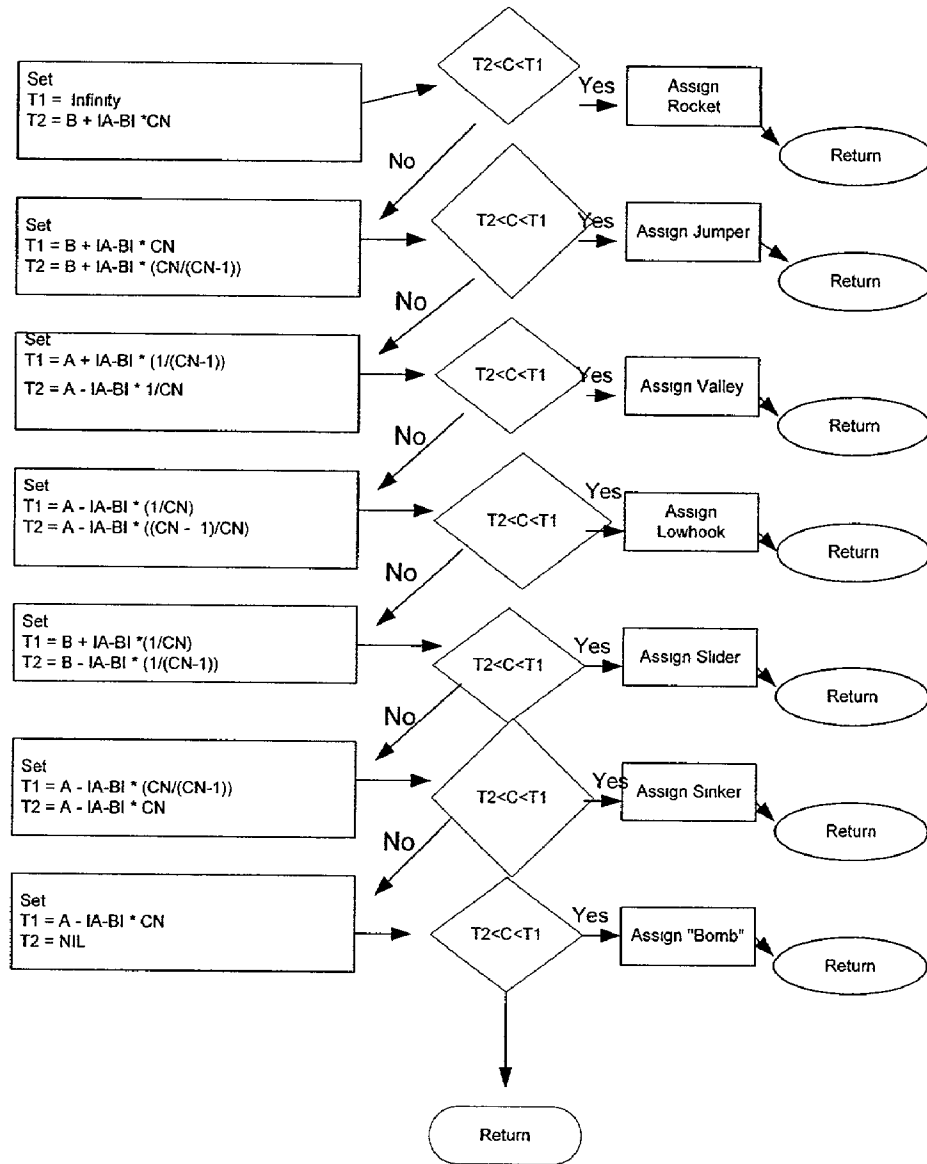 T2<C<T1
Set
T1 = Infinity
T2 = B + IA-BI *CN
Yes
Assign
Rocket
Return
No
Set
T1 = B + IA-BI * CN
T2 = B + IA-BI * (CN/(CN-1))
T2<C<T1
Yes
Assign Jumper
Return
No
Set
T1 = A + IA-BI * (1/(CN-1))
T2 = A - IA-BI * 1/CN
T2<C<T1
Yes
Assign Valley
Return
No
Set
T1 = A - IA-BI * (1/CN)
T2 = A - IA-BI * ((CN - 1)/CN)
T2<C<T1
Yes
Assign
Lowhook
Return
No
Set
T1 = B + IA-BI *(1/CN)
T2 = B - IA-BI * (1/(CN-1))
T2<C<T1
Yes
Assign Slider
Return
No
Set
T1 = A - IA-BI * (CN/(CN-1))
T2 = A - IA-BI * CN
T2<C<T1
Yes
Assign Sinker
Return
No
Set
T1 = A - IA-BI * CN
T2 = NIL
T2<C<T1
Yes
Assign "Bomb"
Return
Return